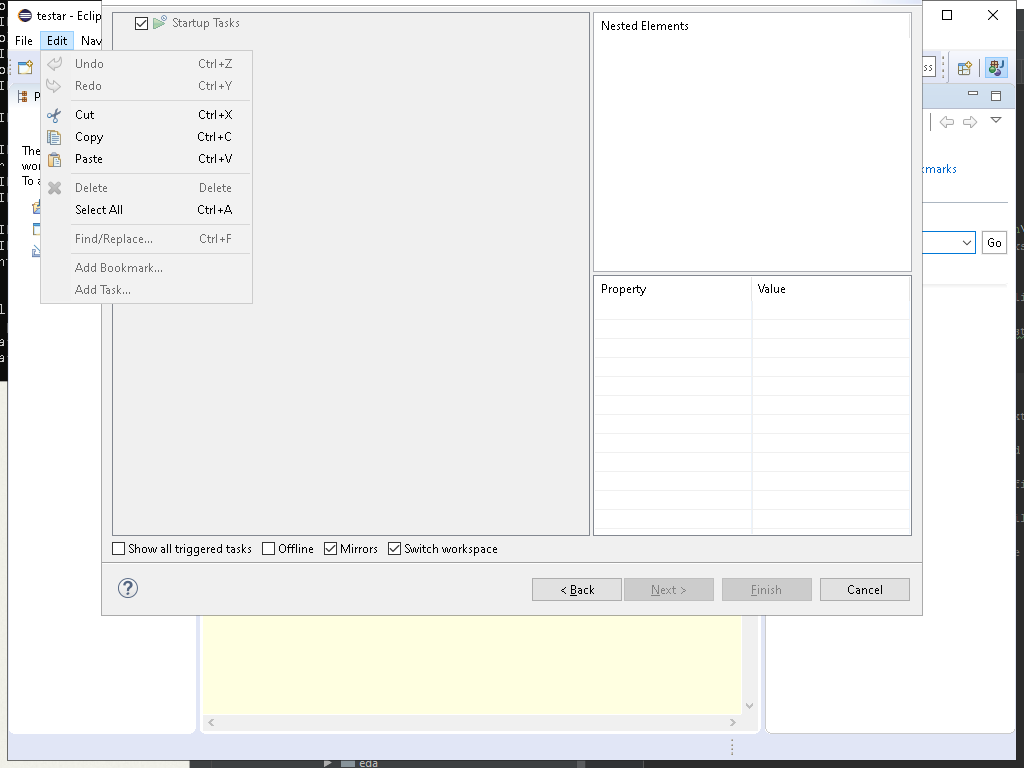 testar - Eclip
Startup Tasks
Nested Elements
File Edit Nav
Undo Ctrl+Z
Redo Ctrl+Y
Cut Ctrl+X
Copy Ctrl+C
Paste Ctrl+V
Delete Delete
Select All Ctrl+A
Find/Replace... Ctrl+F
Add Bookmark...
Add Task...
ss
P
The
wor
To a
kmarks
Go
Property Value
Show all triggered tasks Offline Mirrors Switch workspace
? < Back Next > Finish Cancel
eda